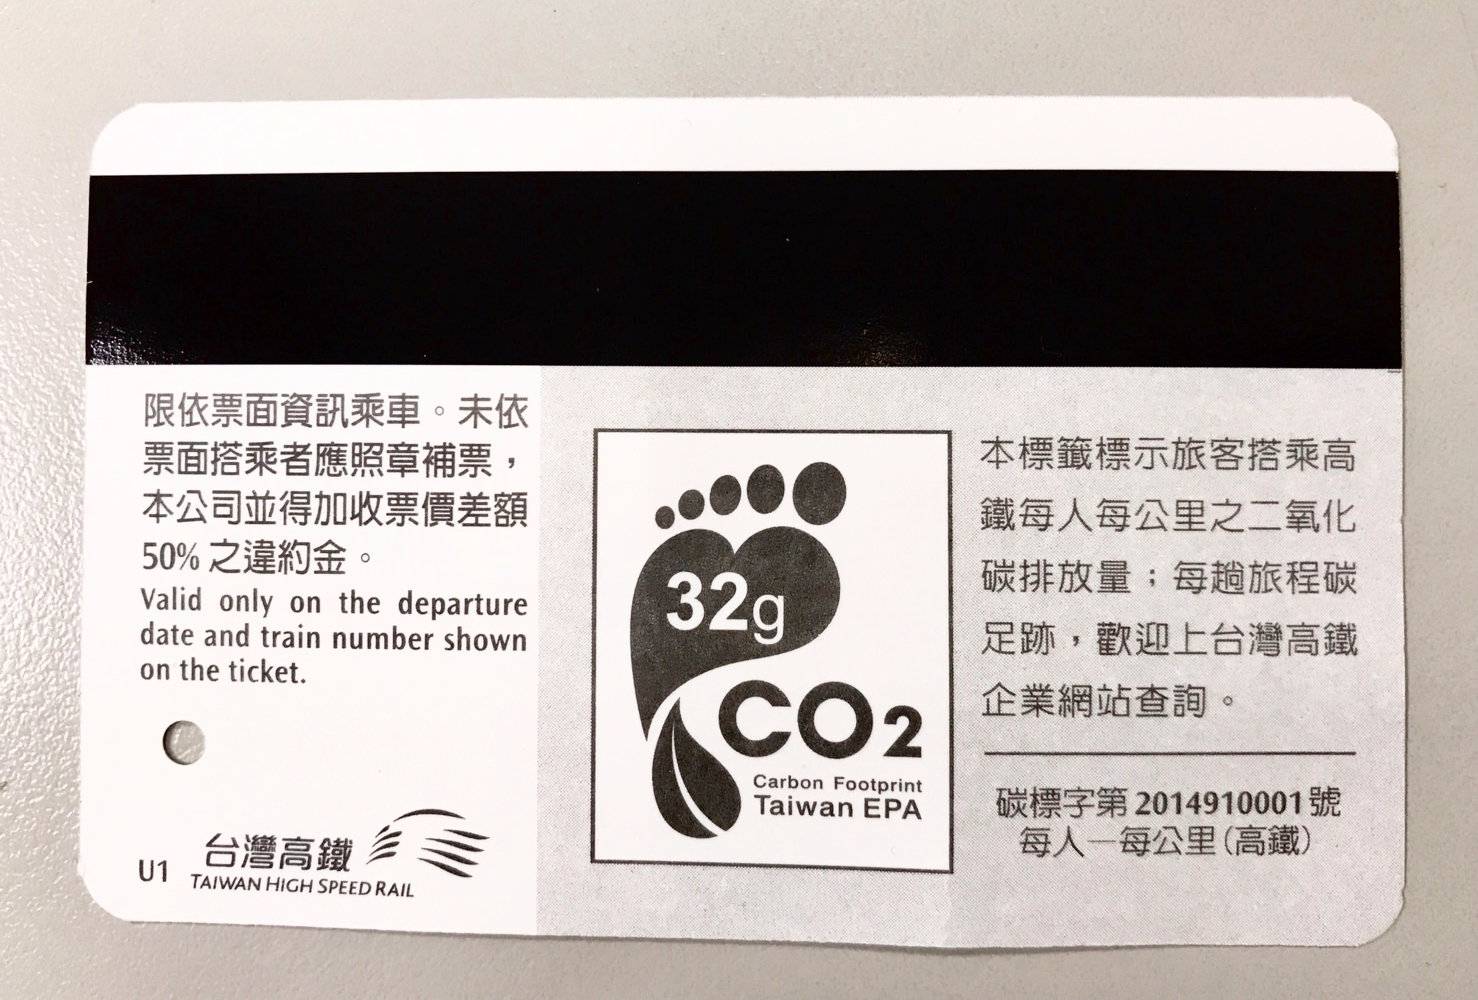 限依票面資訊乘車。未依
票面搭乘者應照章補票，
本公司並得加收票價差額
50% 之違約金。
Valid only on the departure
date and train number shown
on the ticket.
U1
台灣高鐵
TAIWAN HIGH SPEED RAIL
32g
CO2
Carbon Footprint
Taiwan EPA
本標籤標示旅客搭乘高
鐵每人每公里之二氧化
碳排放量；每趟旅程碳
足跡，歡迎上台灣高鐵
企業網站查詢。
碳標字第2014910001號
每人—每公里(高鐵)